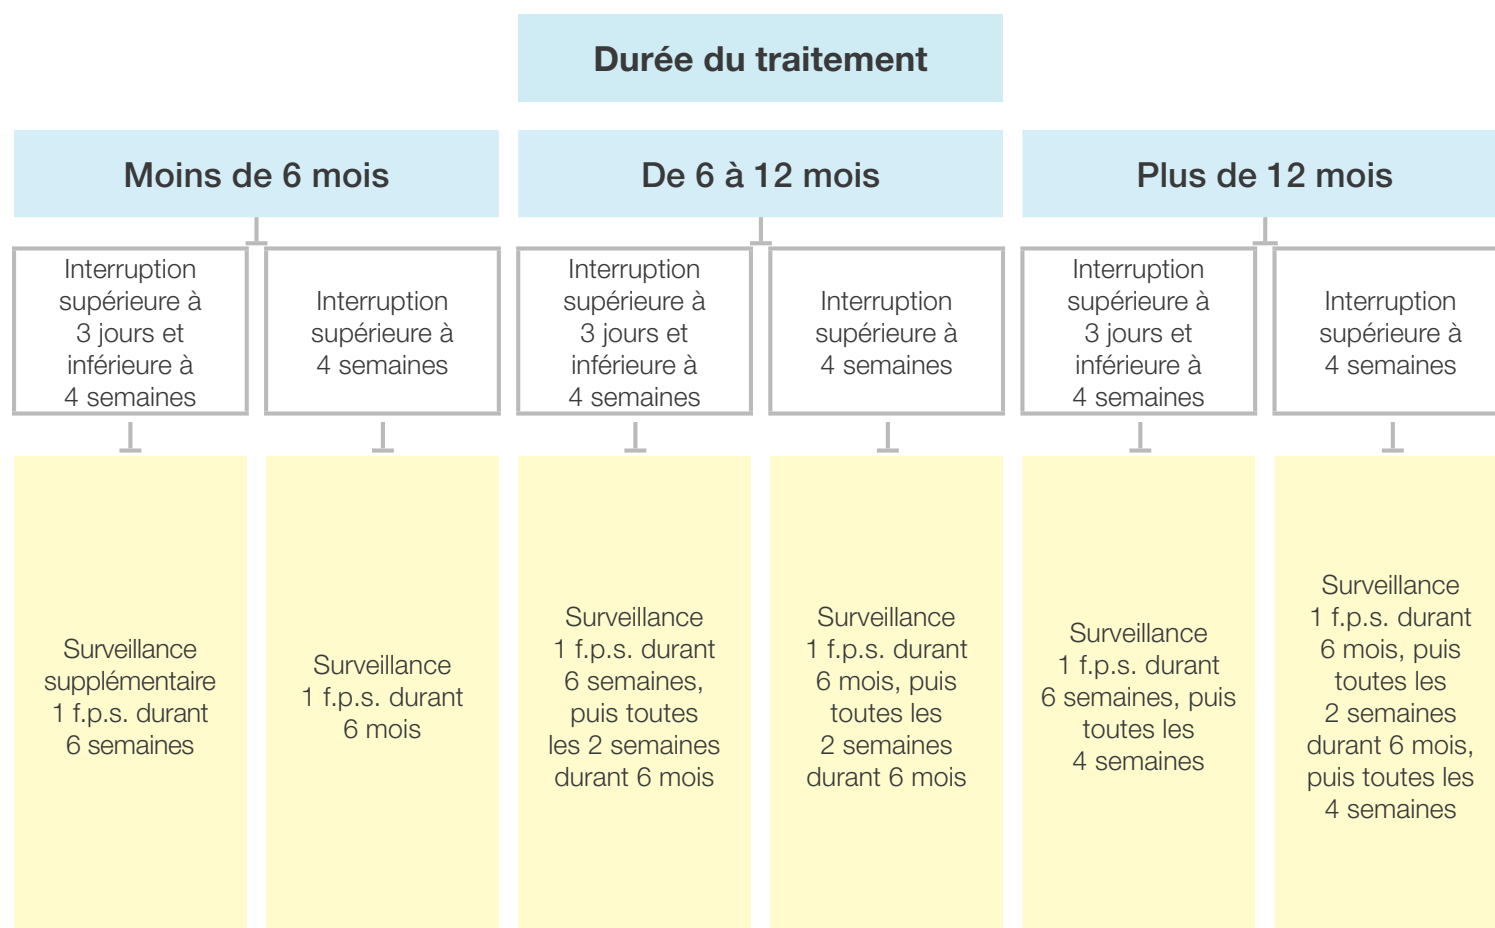 Durée du traitement
Moins de 6 mois
De 6 à 12 mois
Plus de 12 mois
Interruption
supérieure à
3 jours et
inférieure à
4 semaines
Interruption
supérieure à
4 semaines
Interruption
supérieure à
3 jours et
inférieure à
4 semaines
Interruption
supérieure à
4 semaines
Interruption
supérieure à
3 jours et
inférieure à
4 semaines
Interruption
supérieure à
4 semaines
Surveillance
supplémentaire
1 f.p.s. durant
6 semaines
Surveillance
1 f.p.s. durant
6 mois
Surveillance
1 f.p.s. durant
6 semaines,
puis toutes
les 2 semaines
durant 6 mois
Surveillance
1 f.p.s. durant
6 mois, puis
toutes les
2 semaines
durant 6 mois
Surveillance
1 f.p.s. durant
6 semaines, puis
toutes les
4 semaines
Surveillance
1 f.p.s. durant
6 mois, puis
toutes les
2 semaines
durant 6 mois,
puis toutes les
4 semaines